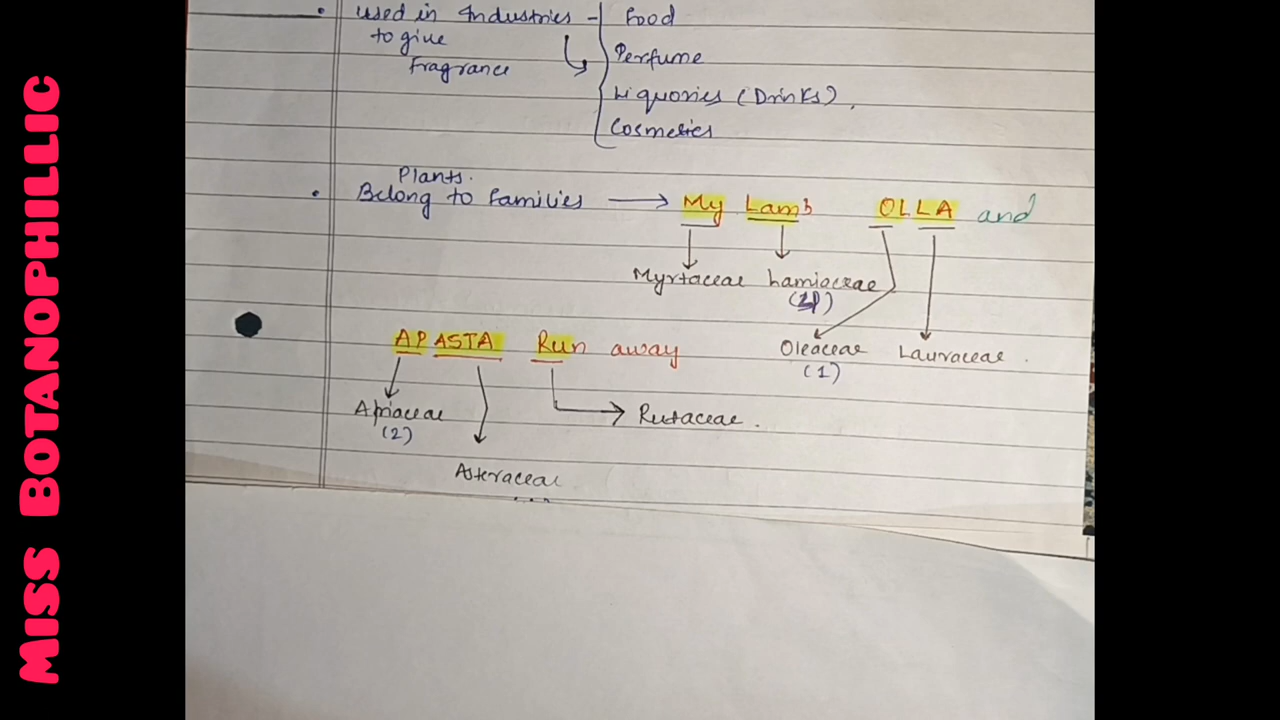 MISS BOTANOPHILLIC
• used in Industries - Food
to give
Fragrance
Perfume
Liquories (Drinks).
Cosmetics
Plants.
• Belong to families → My Lamb OLLA and
Myrtaceae Lamiaceae
Oleaceae Lauraceae.
(1)
APASTA Run away
Apiaceae
(2)
Rutaceae.
Asteraceae